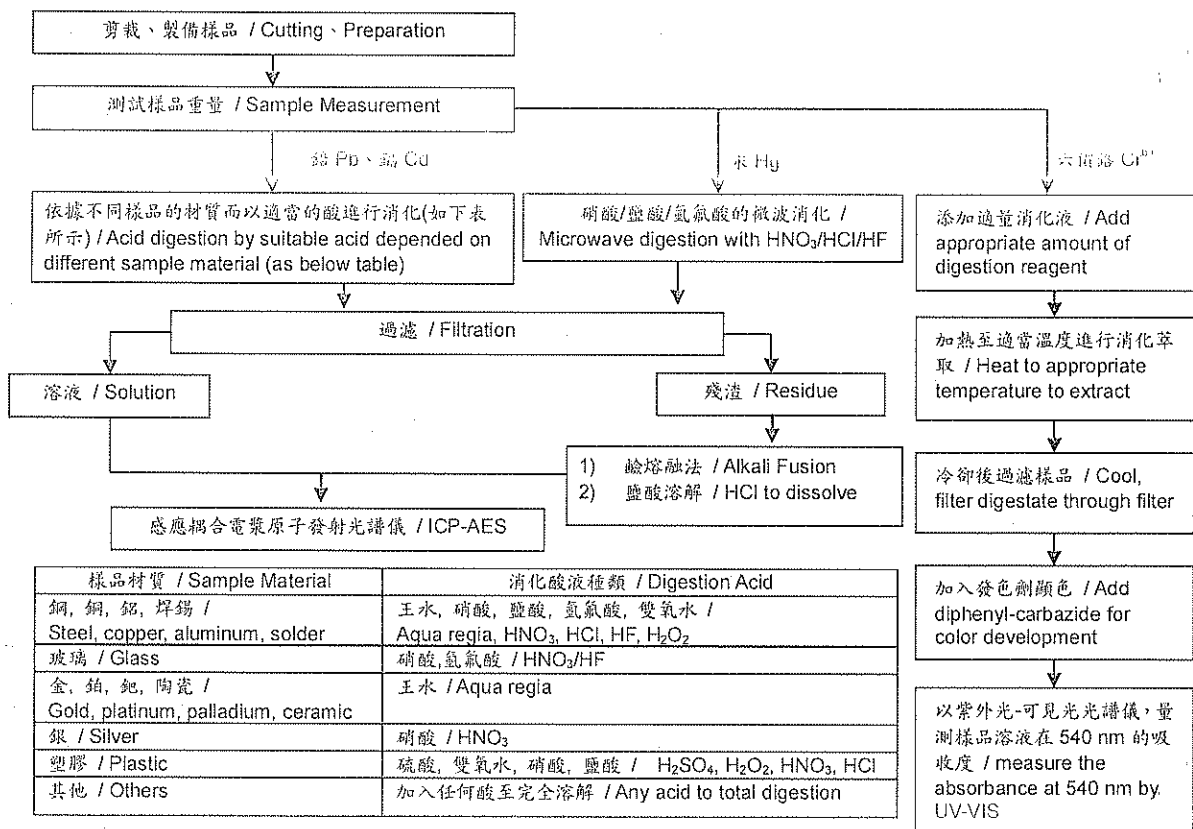 剪裁、製備樣品 / Cutting、Preparation
測試樣品重量 / Sample Measurement
鉛 Pb、鎘 Cd
汞 Hg
六價鉻 Cr⁶⁺
依據不同樣品的材質而以適當的酸進行消化(如下表
所示) / Acid digestion by suitable acid depended on
different sample material (as below table)
硝酸/鹽酸/氫氟酸的微波消化 /
Microwave digestion with HNO₃/HCl/HF
添加適量消化液 / Add
appropriate amount of
digestion reagent
過濾 / Filtration
加熱至適當溫度進行消化萃
取 / Heat to appropriate
temperature to extract
溶液 / Solution
殘渣 / Residue
1) 鹼熔融法 / Alkali Fusion
2) 鹽酸溶解 / HCl to dissolve
冷卻後過濾樣品 / Cool,
filter digestate through filter
感應耦合電漿原子發射光譜儀 / ICP-AES
樣品材質 / Sample Material
消化酸液種類 / Digestion Acid
鋼, 銅, 鋁, 焊錫 /
Steel, copper, aluminum, solder
王水, 硝酸, 鹽酸, 氫氟酸, 雙氧水 /
Aqua regia, HNO₃, HCl, HF, H₂O₂
玻璃 / Glass
硝酸,氫氟酸 / HNO₃/HF
金, 鉑, 鈀, 陶瓷 /
Gold, platinum, palladium, ceramic
王水 / Aqua regia
銀 / Silver
硝酸 / HNO₃
塑膠 / Plastic
硫酸, 雙氧水, 硝酸, 鹽酸 / H₂SO₄, H₂O₂, HNO₃, HCl
其他 / Others
加入任何酸至完全溶解 / Any acid to total digestion
加入發色劑顯色 / Add
diphenyl-carbazide for
color development
以紫外光-可見光光譜儀，量
測樣品溶液在 540 nm 的吸
收度 / measure the
absorbance at 540 nm by
UV-VIS